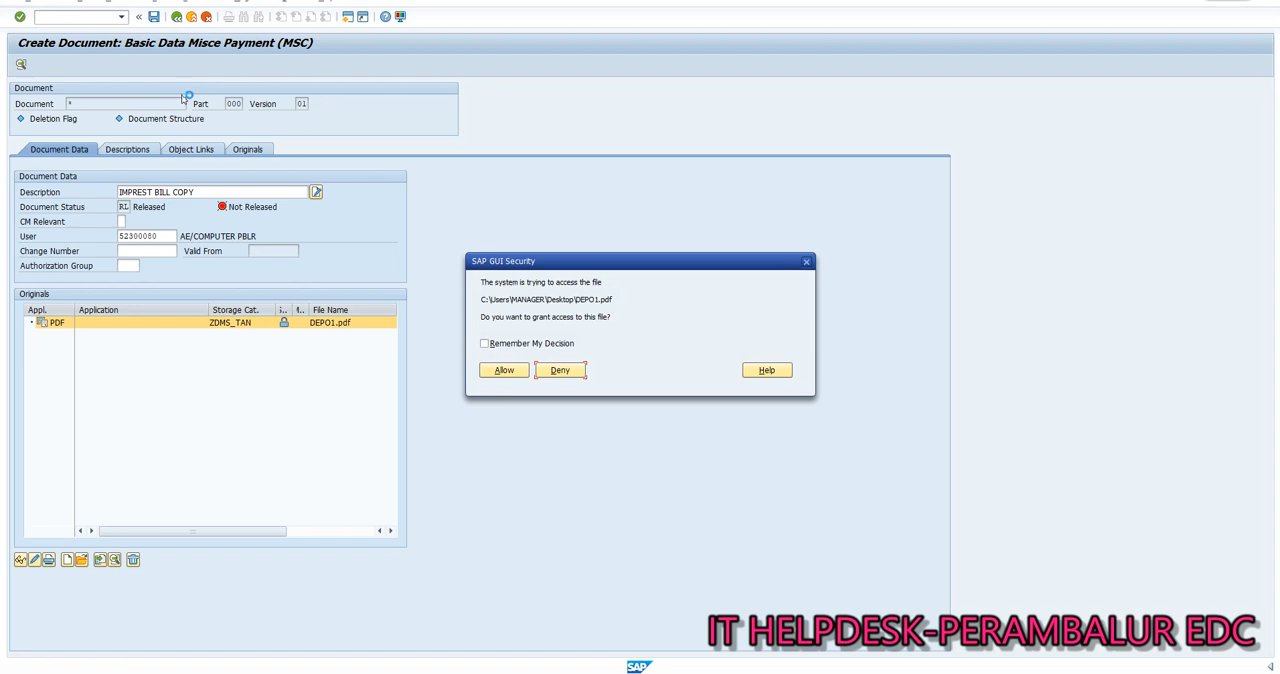 Create Document: Basic Data Misce Payment (MSC)
Document
Document * Part 000 Version 01
Deletion Flag Document Structure
Document Data Descriptions Object Links Originals
Document Data
Description IMPREST BILL COPY
Document Status RL Released Not Released
CM Relevant
User 52300080 AE/COMPUTER PBLR
Change Number Valid From
Authorization Group
Originals
Appl. Application Storage Cat. i.. File Name
PDF ZDMS_TAN DEPO1.pdf
SAP GUI Security
The system is trying to access the file
C:\Users\MANAGER\Desktop\DEPO1.pdf
Do you want to grant access to this file?
Remember My Decision
Allow Deny Help
IT HELPDESK-PERAMBALUR EDC
SAP